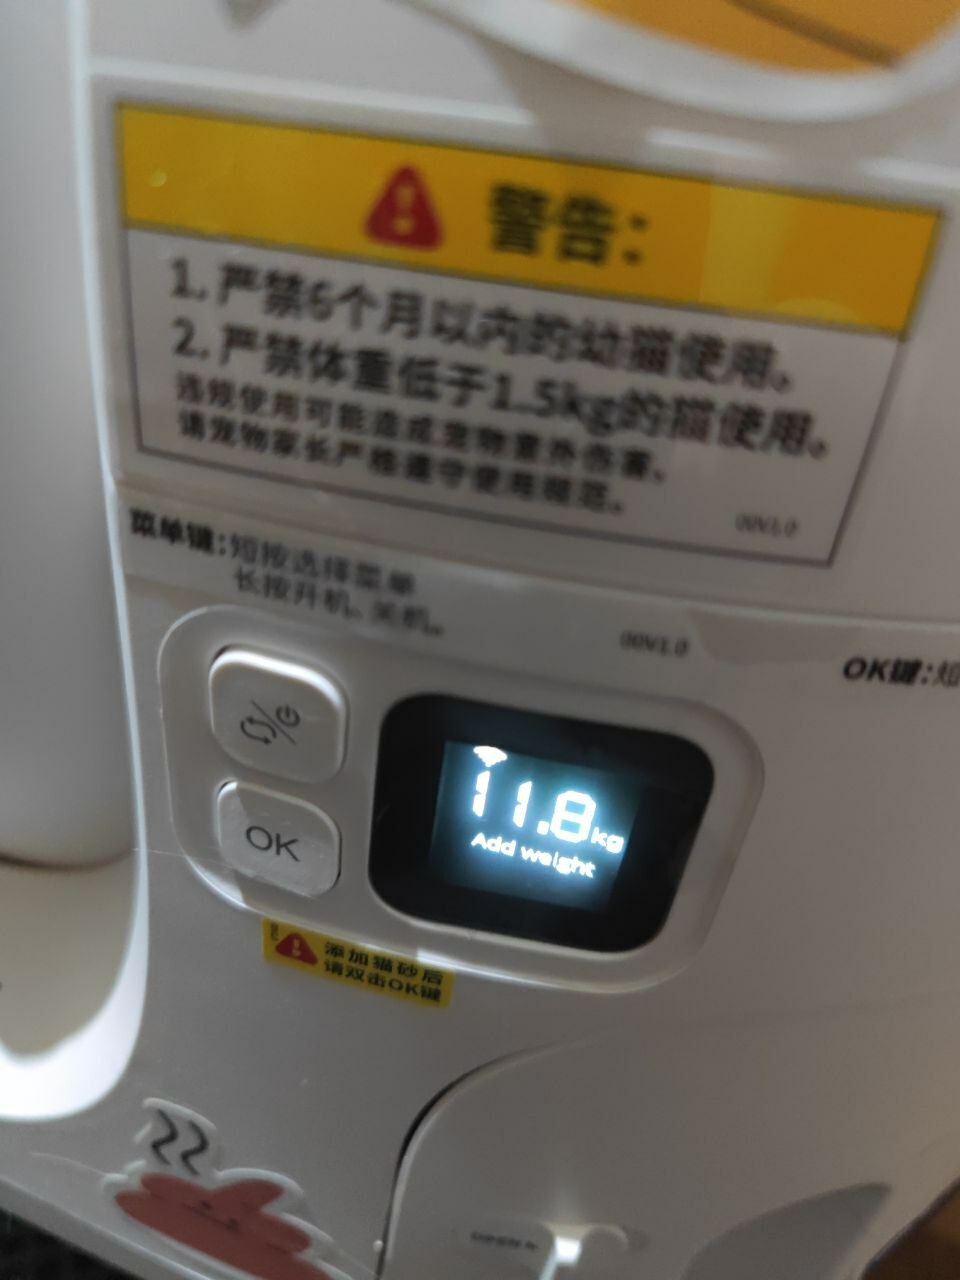 警告:
1. 严禁6个月以内的幼猫使用。
2. 严禁体重低于1.5kg的猫使用。
违规使用可能造成宠物意外伤害,
请宠物家长严格遵守使用规范。
00V1.0
菜单键:短按选择菜单
长按开机、关机。
00V1.0
OK键:短
OK
11.8kg
Add weight
添加猫砂后
请双击OK键
OPEN